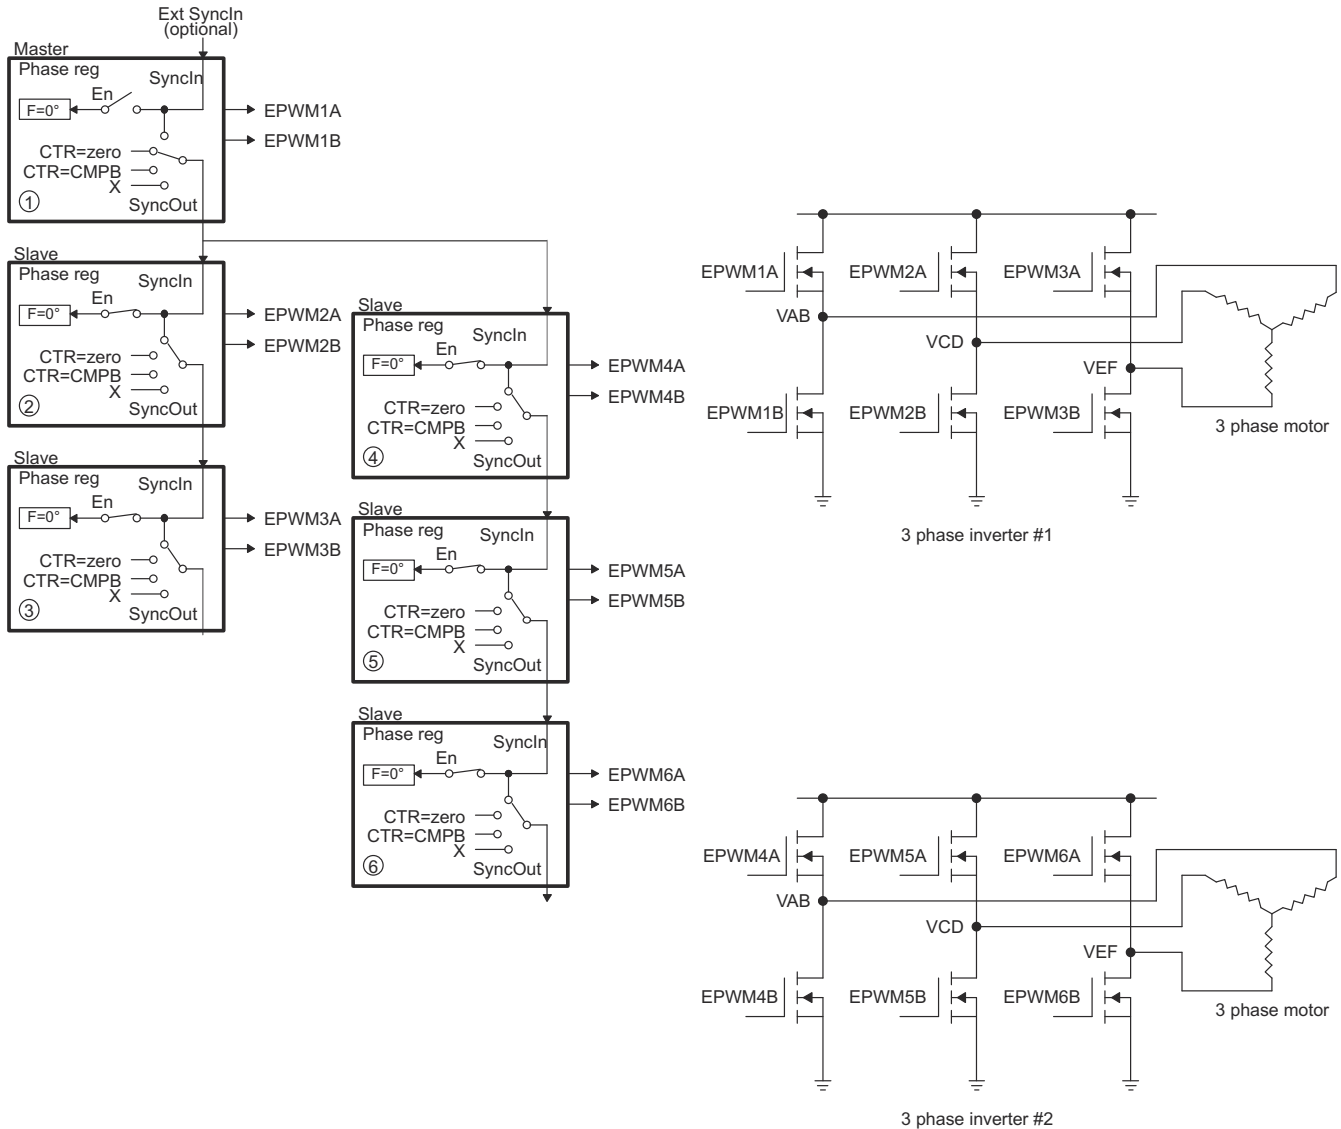 Ext SyncIn
(optional)
Master
Phase reg
SyncIn
En
F=0°
EPWM1A
EPWM1B
CTR=zero
CTR=CMPB
X
1
SyncOut
Slave
Phase reg
SyncIn
En
F=0°
EPWM2A
EPWM2B
CTR=zero
CTR=CMPB
X
2
SyncOut
Slave
Phase reg
SyncIn
En
F=0°
EPWM3A
EPWM3B
CTR=zero
CTR=CMPB
X
3
SyncOut
Slave
Phase reg
SyncIn
En
F=0°
EPWM4A
EPWM4B
CTR=zero
CTR=CMPB
X
4
SyncOut
Slave
Phase reg
SyncIn
En
F=0°
EPWM5A
EPWM5B
CTR=zero
CTR=CMPB
X
5
SyncOut
Slave
Phase reg
SyncIn
En
F=0°
EPWM6A
EPWM6B
CTR=zero
CTR=CMPB
X
6
SyncOut
EPWM1A
EPWM2A
EPWM3A
VAB
VCD
VEF
EPWM1B
EPWM2B
EPWM3B
3 phase motor
3 phase inverter #1
EPWM4A
EPWM5A
EPWM6A
VAB
VCD
VEF
EPWM4B
EPWM5B
EPWM6B
3 phase motor
3 phase inverter #2